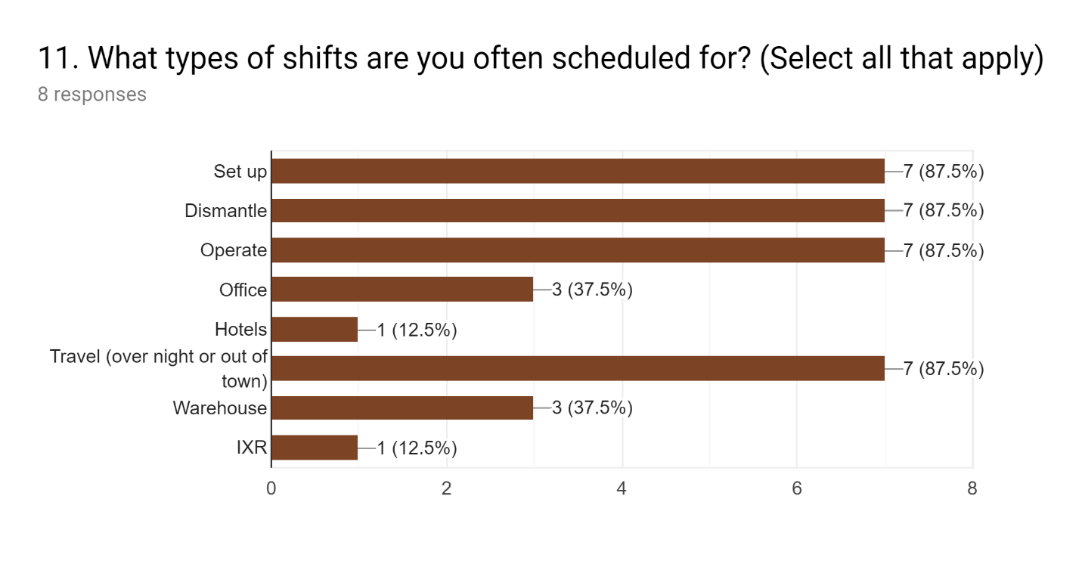 11. What types of shifts are you often scheduled for? (Select all that apply)
8 responses
Set up 7 (87.5%)
Dismantle 7 (87.5%)
Operate 7 (87.5%)
Office 3 (37.5%)
Hotels 1 (12.5%)
Travel (over night or out of
town) 7 (87.5%)
Warehouse 3 (37.5%)
IXR 1 (12.5%)
0 2 4 6 8